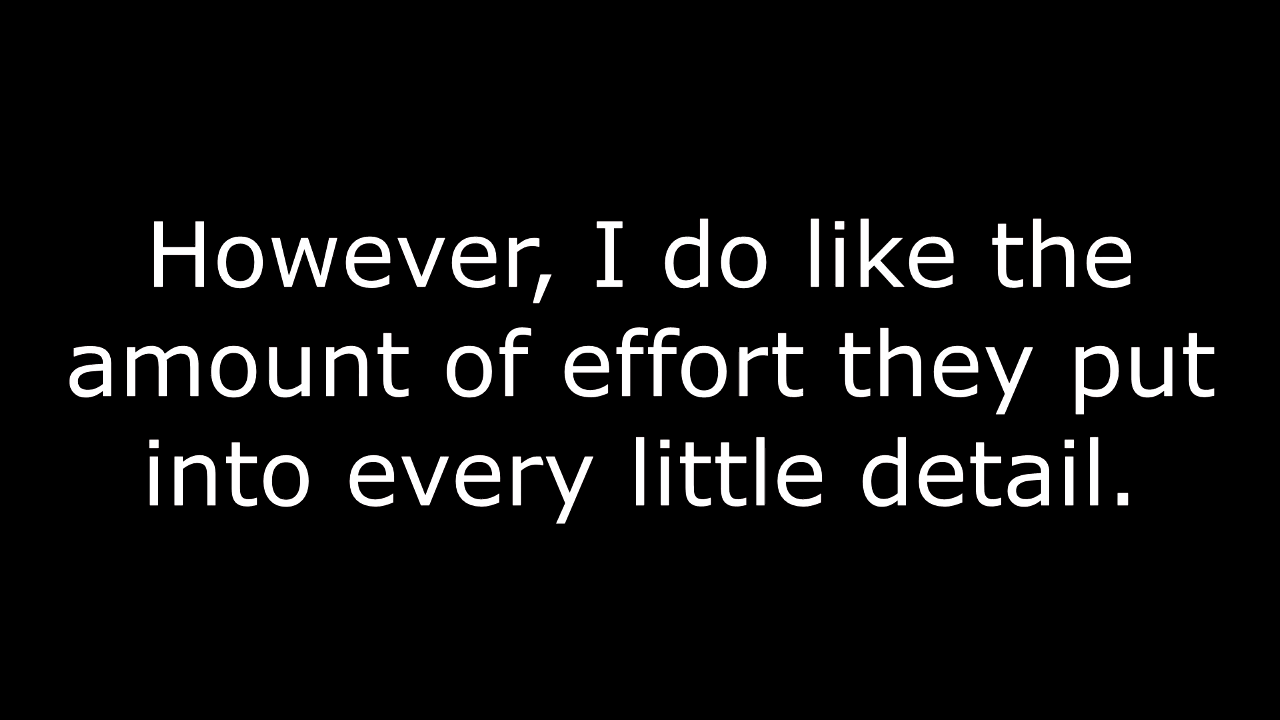 However, I do like the
amount of effort they put
into every little detail.